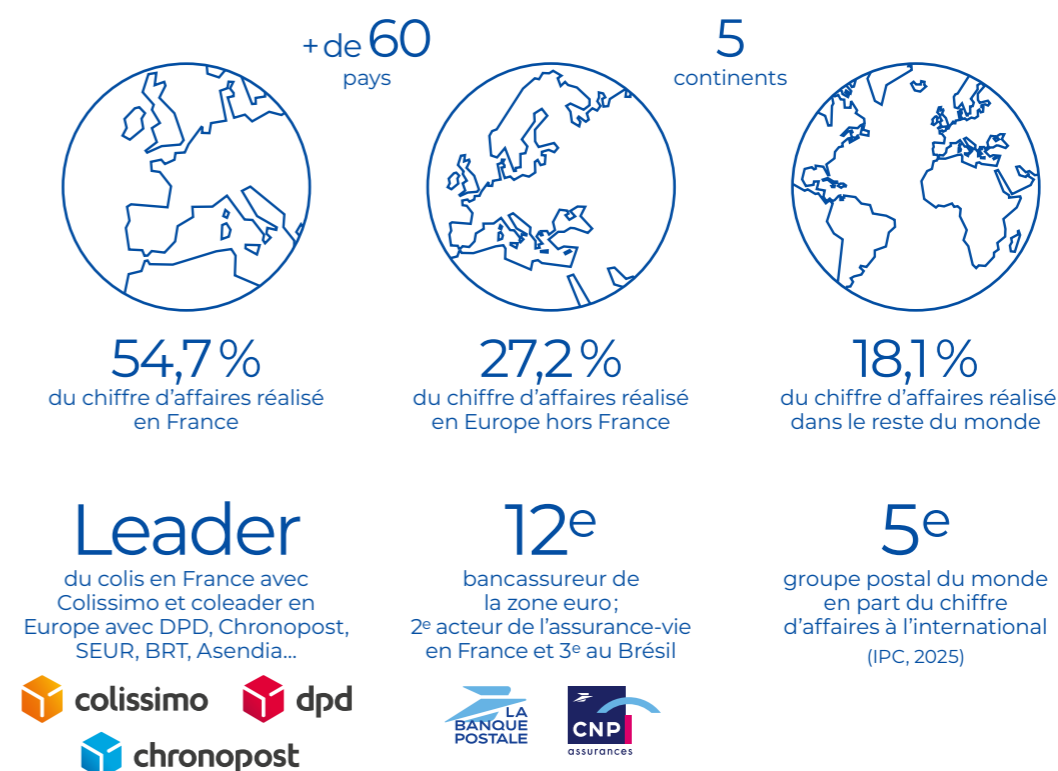 + de 60
pays
5
continents
54,7 %
du chiffre d’affaires réalisé
en France
27,2 %
du chiffre d’affaires réalisé
en Europe hors France
18,1 %
du chiffre d’affaires réalisé
dans le reste du monde
Leader
du colis en France avec
Colissimo et coleader en
Europe avec DPD, Chronopost,
SEUR, BRT, Asendia...
colissimo
dpd
chronopost
12e
bancassureur de
la zone euro ;
2e acteur de l’assurance-vie
en France et 3e au Brésil
LA
BANQUE
POSTALE
CNP
assurances
5e
groupe postal du monde
en part du chiffre
d’affaires à l’international
(IPC, 2025)